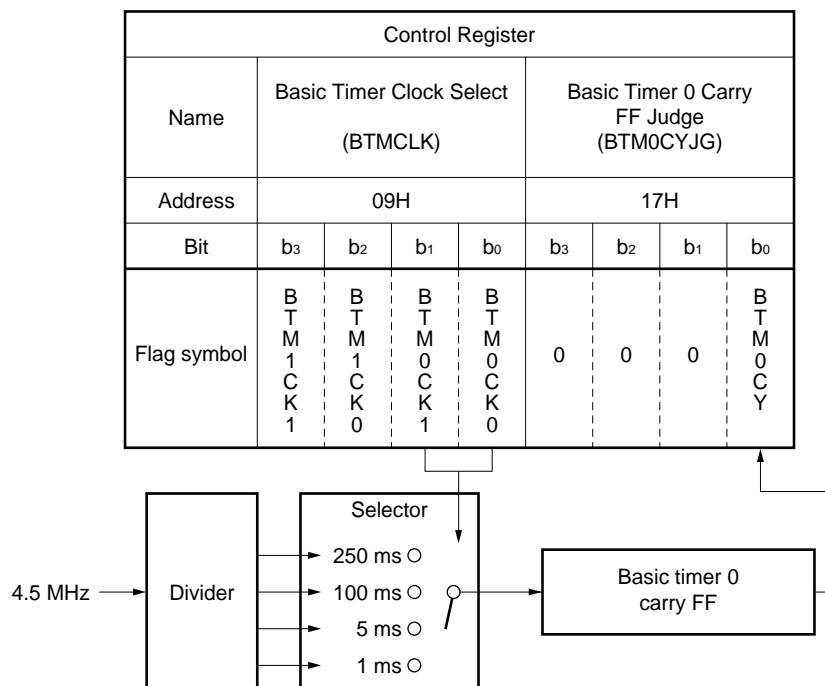 Control Register
Name
Basic Timer Clock Select
(BTMCLK)
Basic Timer 0 Carry
FF Judge
(BTM0CYJG)
Address
09H
17H
Bit
b3
b2
b1
b0
b3
b2
b1
b0
Flag symbol
BTM1CK1
BTM1CK0
BTM0CK1
BTM0CK0
0
0
0
BTM0CY
Selector
250 ms
4.5 MHz
Divider
100 ms
5 ms
1 ms
Basic timer 0
carry FF